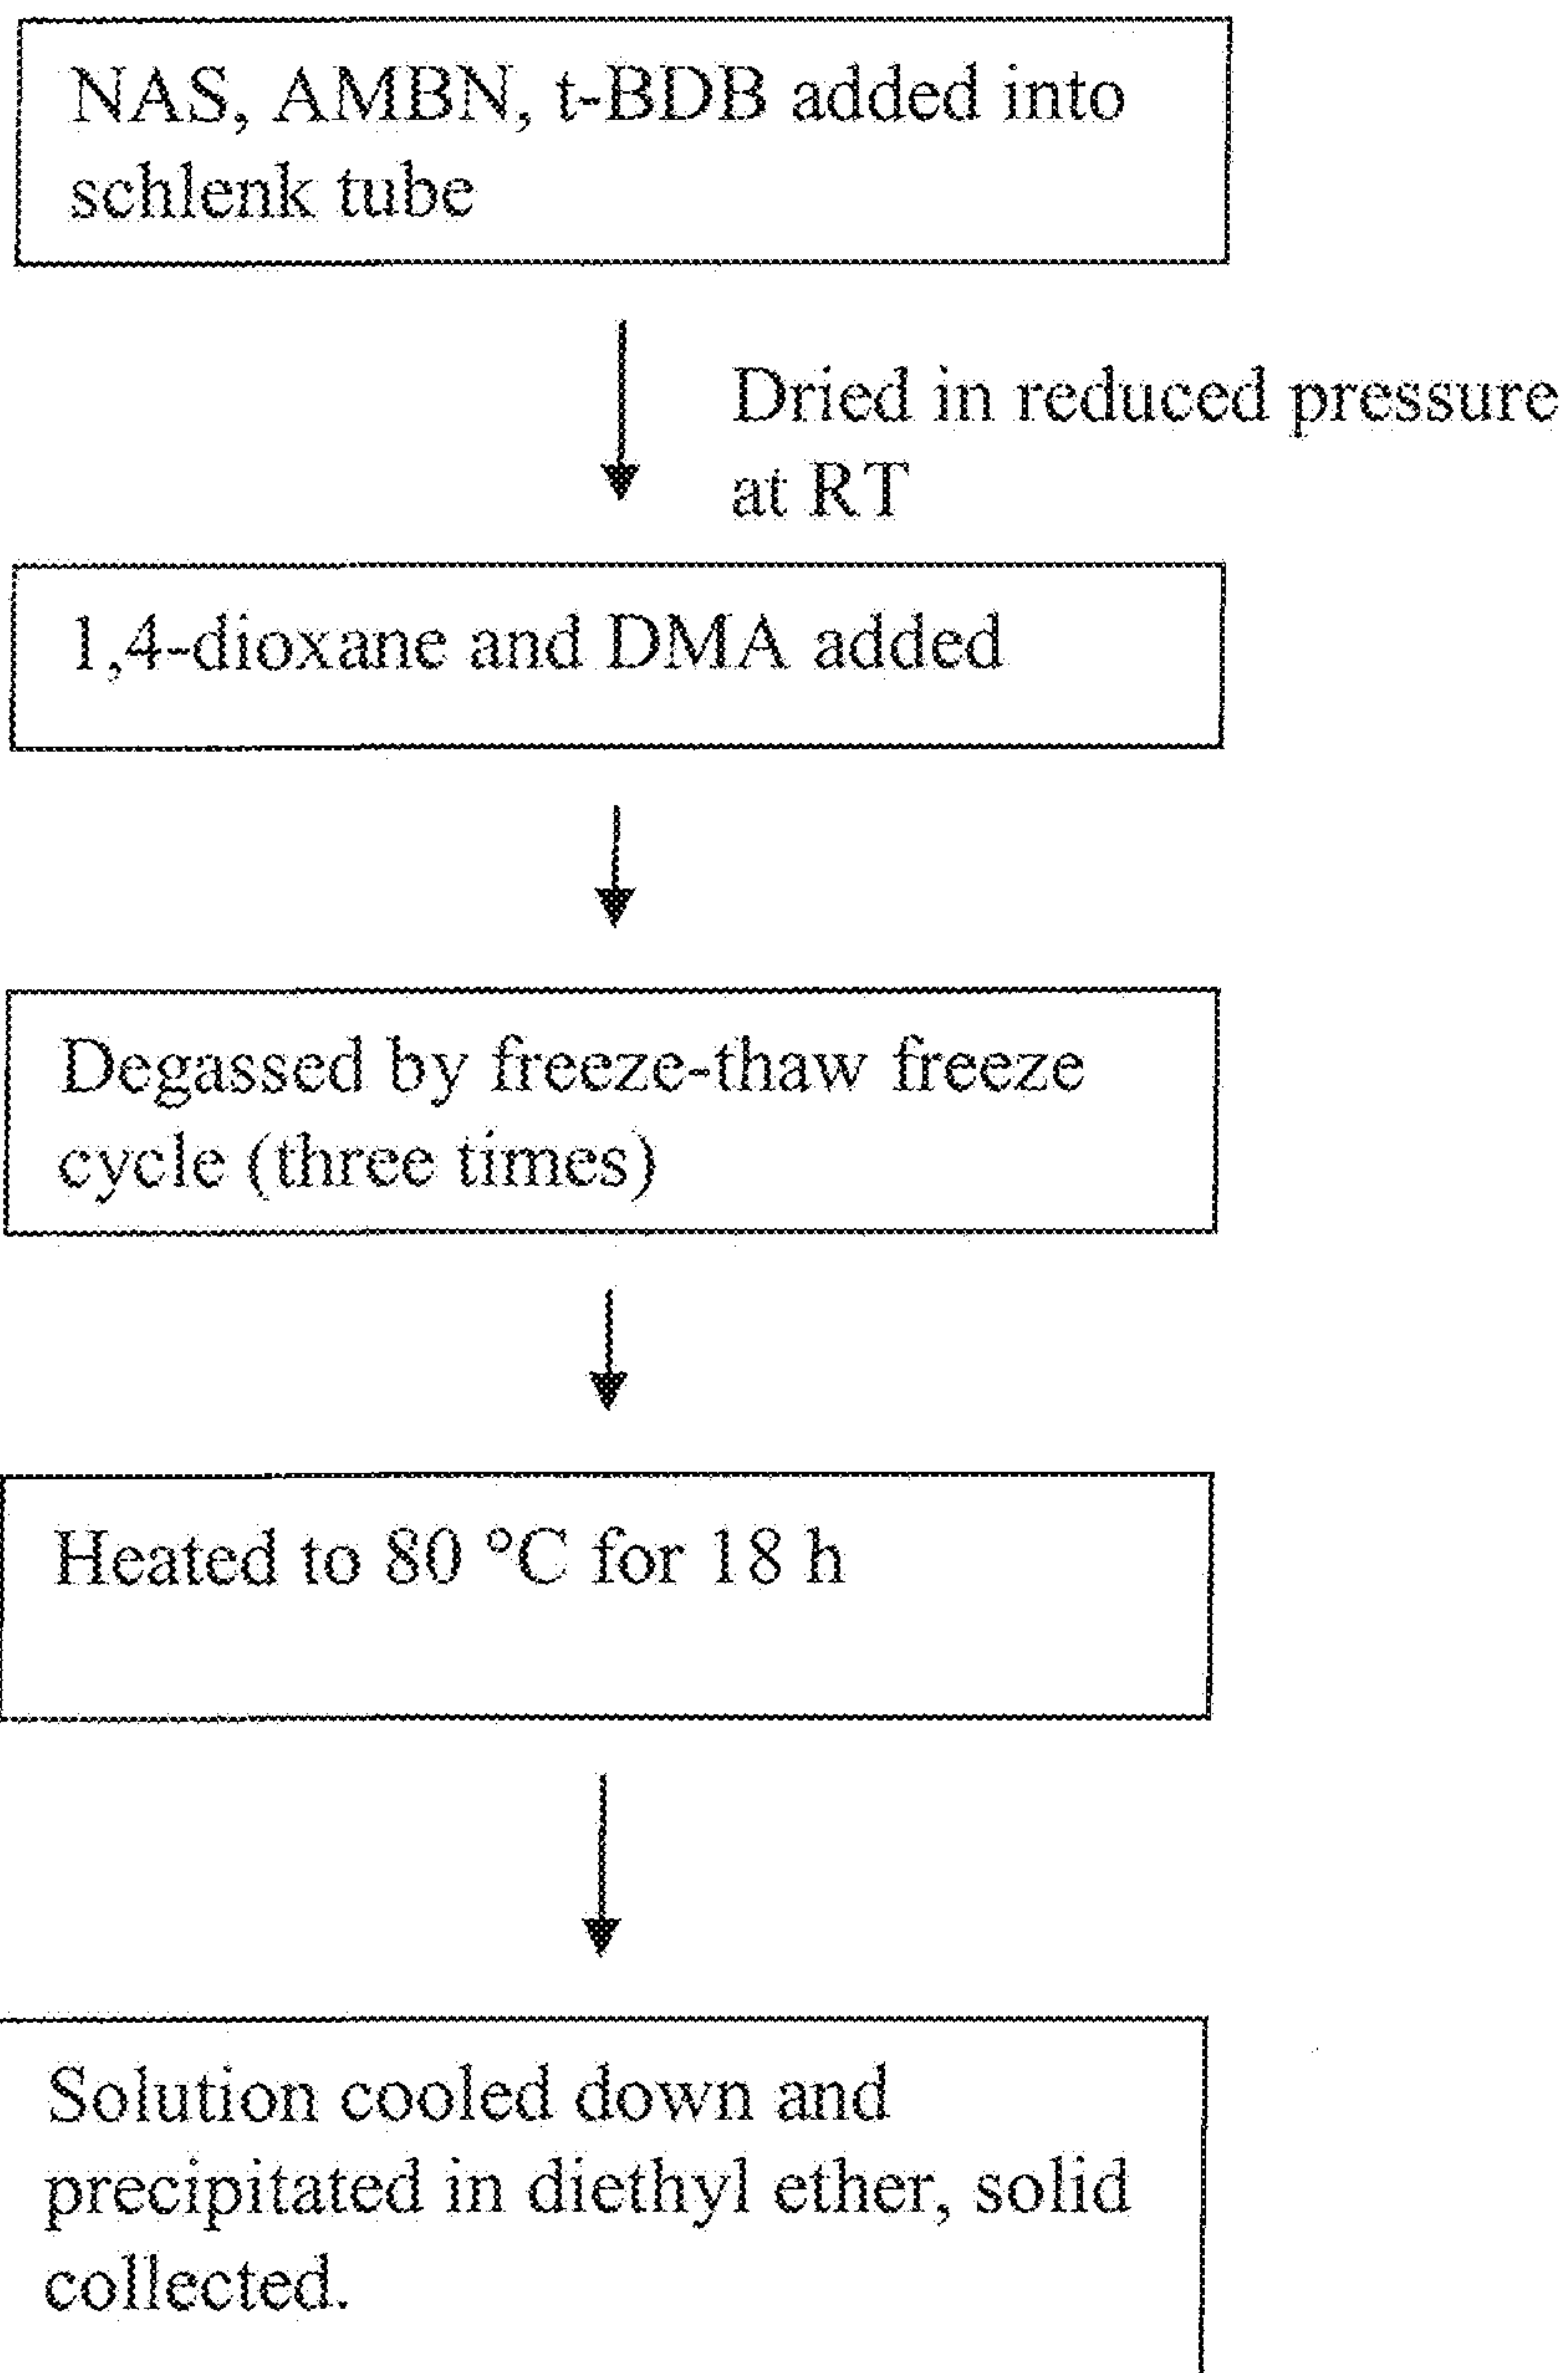 NAS, AMBN, t-BDB added into
schlenk tube
Dried in reduced pressure
at RT
1,4-dioxane and DMA added
Degassed by freeze-thaw freeze
cycle (three times)
Heated to 80 °C for 18 h
Solution cooled down and
precipitated in diethyl ether, solid
collected.